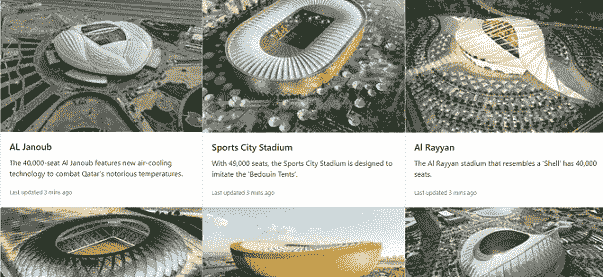 AL Janoub
The 40,000-seat Al Janoub features new air-cooling
technology to combat Qatar's notorious temperatures.
Last updated 3 mins ago
Sports City Stadium
With 49,000 seats; the Sports City Stadium is designed to
imitate the 'Bedouin Tents'.
Last updated 3 mins ago
Al Rayyan
The Al Rayyan stadium that resembles a 'Shell' has 40,000
seats.
Last updated 3 mins ago